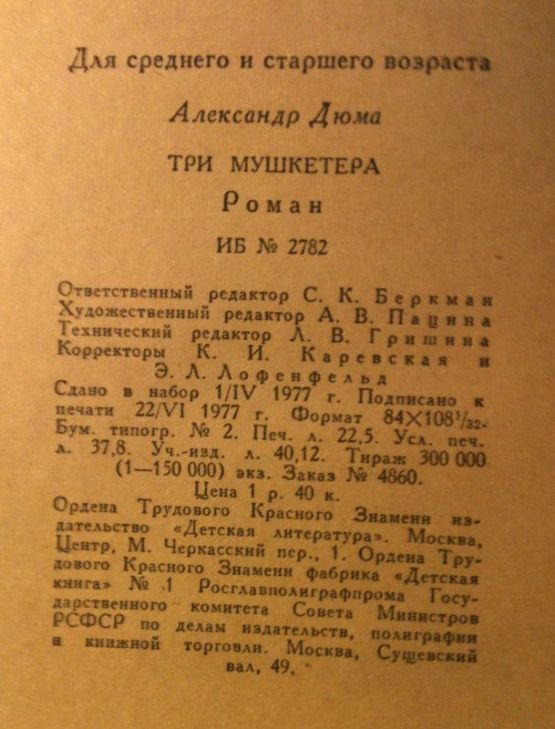 Для среднего и старшего возраста
Александр Дюма
ТРИ МУШКЕТЕРА
Роман
ИБ № 2782
Ответственный редактор С. К. Беркман
Художественный редактор А. В. Пацина
Технический редактор Л. В. Гришина
Корректоры К. И. Каревская и
Э. Л. Лофенфельд
Сдано в набор 1/IV 1977 г. Подписано к
печати 22/VI 1977 г. Формат 84×108¹/₃₂.
Бум. типогр. № 2. Печ. л. 22,5. Усл. печ.
л. 37,8. Уч.-изд. л. 40,12. Тираж 300 000
(1—150 000) экз. Заказ № 4860.
Цена 1 р. 40 к.
Ордена Трудового Красного Знамени из-
дательство «Детская литература». Москва,
Центр, М. Черкасский пер., 1. Ордена Тру-
дового Красного Знамени фабрика «Детская
книга» № 1 Росглавполиграфпрома Госу-
дарственного комитета Совета Министров
РСФСР по делам издательств, полиграфии
и книжной торговли. Москва, Сущевский
вал, 49.